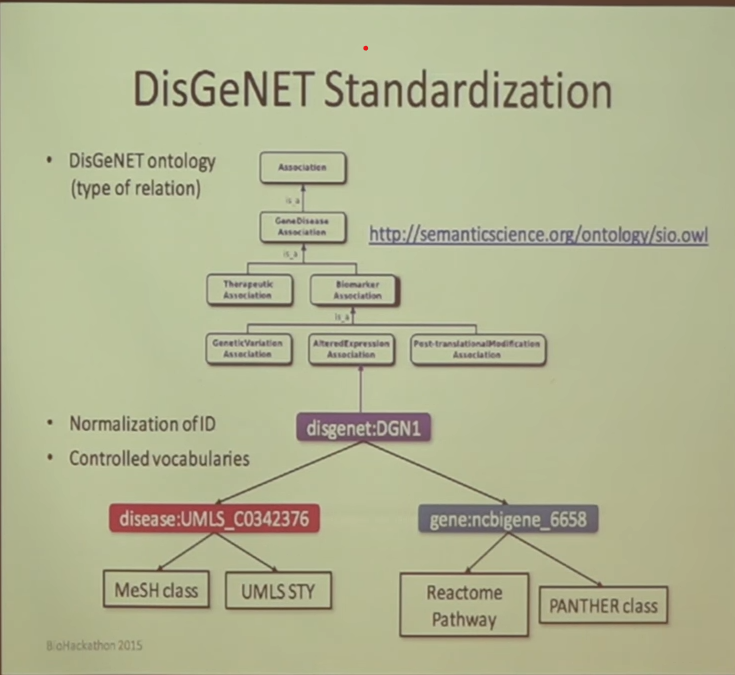 DisGeNET Standardization
• DisGeNET ontology
(type of relation)
Association
is_a
GeneDisease
Association
http://semanticscience.org/ontology/sio.owl
is_a
Therapeutic
Association
Biomarker
Association
is_a
GeneticVariation
Association
AlteredExpression
Association
Post-translationalModification
Association
• Normalization of ID
• Controlled vocabularies
disgenet:DGN1
disease:UMLS_C0342376
gene:ncbigene_6658
MeSH class
UMLS STY
Reactome
Pathway
PANTHER class
BioHackathon 2015